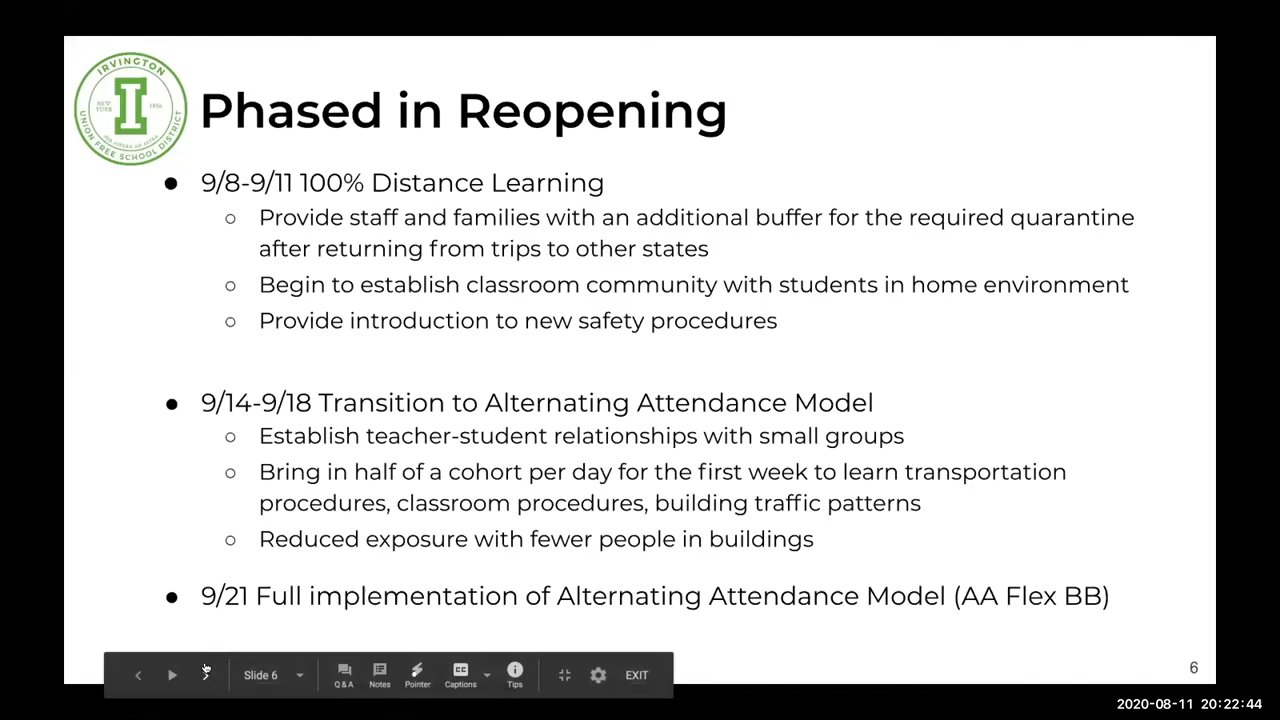 IRVINGTON
NEW YORK 1956
UNION FREE SCHOOL DISTRICT
I
Phased in Reopening
● 9/8-9/11 100% Distance Learning
○ Provide staff and families with an additional buffer for the required quarantine
after returning from trips to other states
○ Begin to establish classroom community with students in home environment
○ Provide introduction to new safety procedures
● 9/14-9/18 Transition to Alternating Attendance Model
○ Establish teacher-student relationships with small groups
○ Bring in half of a cohort per day for the first week to learn transportation
procedures, classroom procedures, building traffic patterns
○ Reduced exposure with fewer people in buildings
● 9/21 Full implementation of Alternating Attendance Model (AA Flex BB)
Slide 6
Q&A Notes Pointer CC Captions Tips EXIT
6
2020-08-11 20:22:44